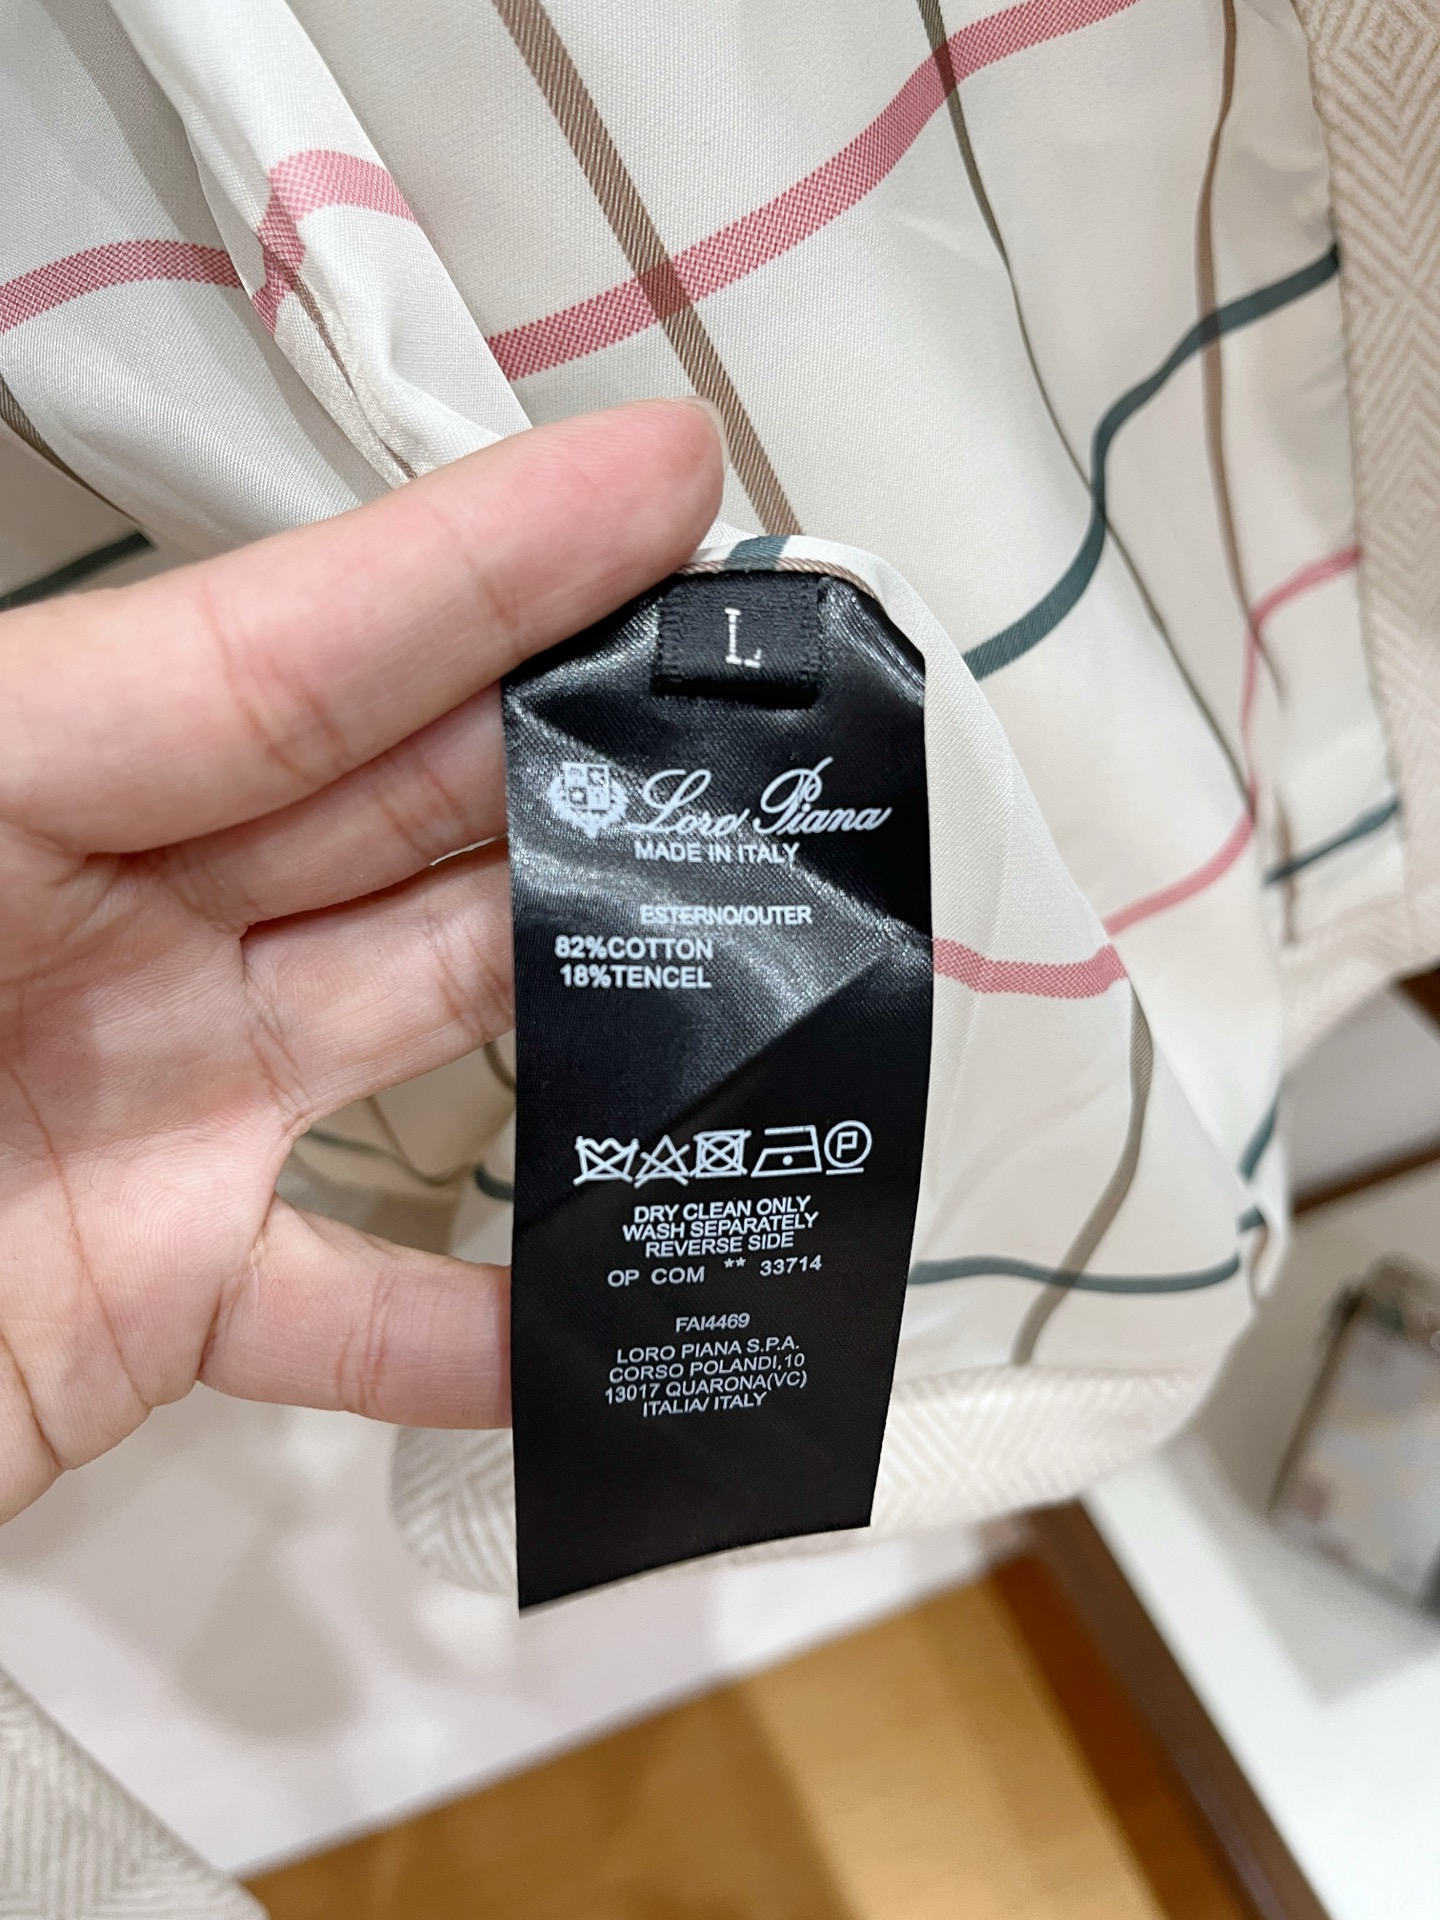 L
Loro Piana
MADE IN ITALY
ESTERNO/OUTER
82%COTTON
18%TENCEL
P
DRY CLEAN ONLY
WASH SEPARATELY
REVERSE SIDE
OP COM ** 33714
FAI4469
LORO PIANA S.P.A.
CORSO POLANDI,10
13017 QUARONA(VC)
ITALIA/ ITALY